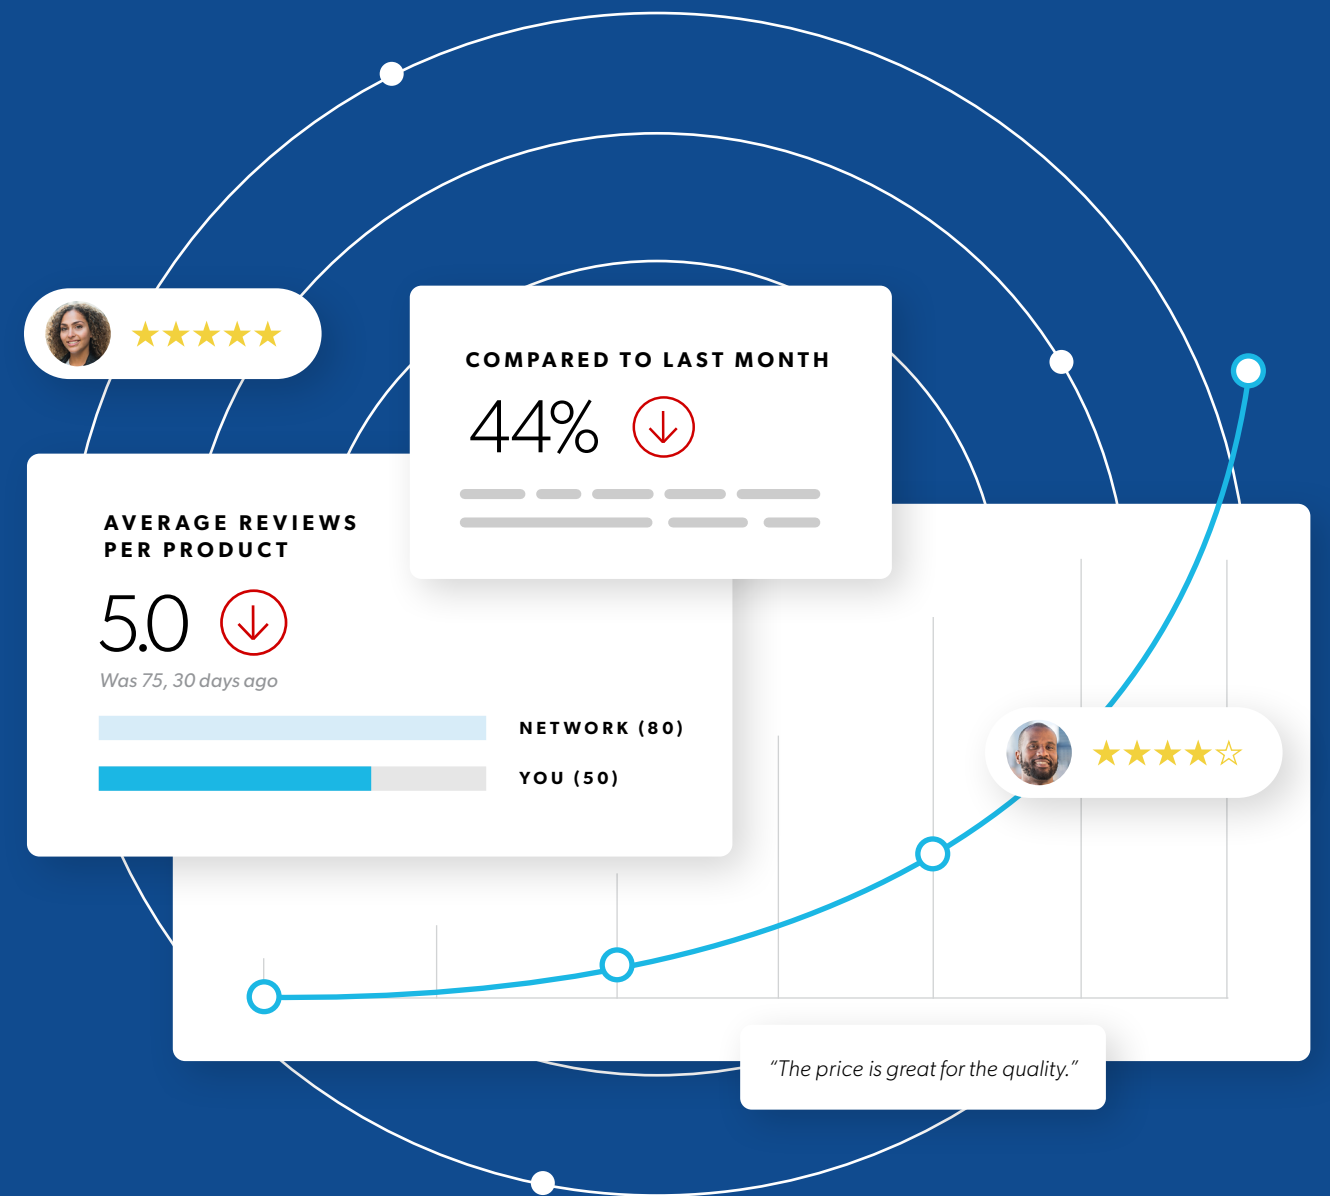 COMPARED TO LAST MONTH
44%
AVERAGE REVIEWS
PER PRODUCT
5.0
Was 75, 30 days ago
NETWORK (80)
YOU (50)
“The price is great for the quality.”